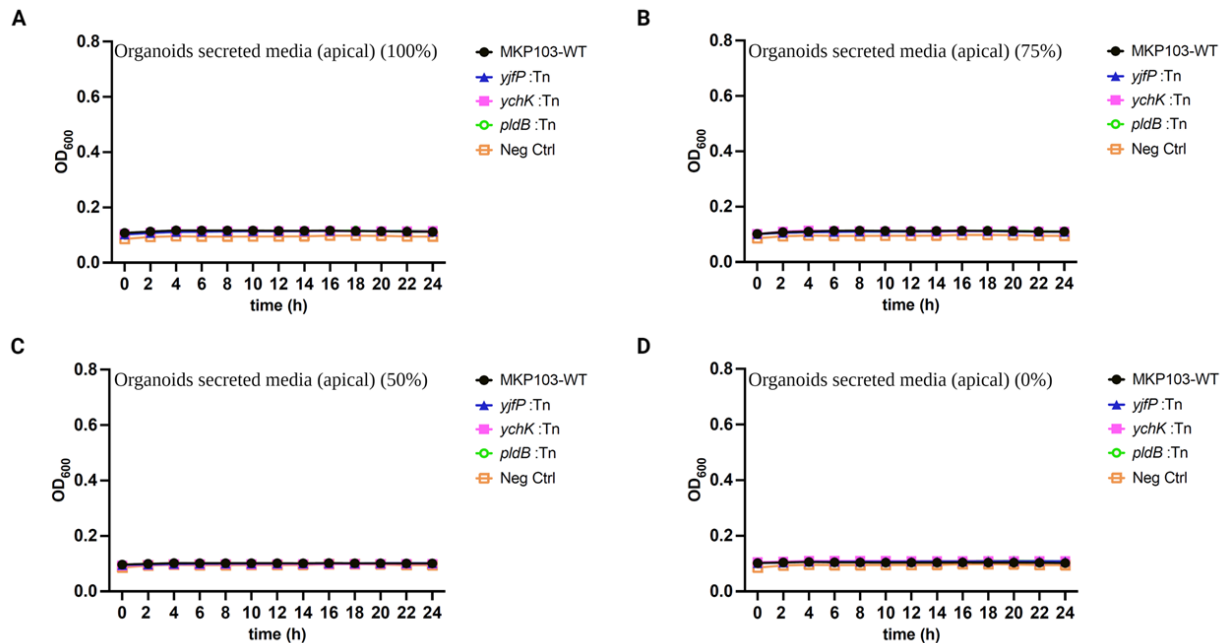 A
Organoids secreted media (apical) (100%)
0.8
0.6
0.4
0.2
0.0
OD600
0 2 4 6 8 10 12 14 16 18 20 22 24
time (h)
MKP103-WT
yjfP :Tn
ychK :Tn
pldB :Tn
Neg Ctrl
B
Organoids secreted media (apical) (75%)
0.8
0.6
0.4
0.2
0.0
OD600
0 2 4 6 8 10 12 14 16 18 20 22 24
time (h)
MKP103-WT
yjfP :Tn
ychK :Tn
pldB :Tn
Neg Ctrl
C
Organoids secreted media (apical) (50%)
0.8
0.6
0.4
0.2
0.0
OD600
0 2 4 6 8 10 12 14 16 18 20 22 24
time (h)
MKP103-WT
yjfP :Tn
ychK :Tn
pldB :Tn
Neg Ctrl
D
Organoids secreted media (apical) (0%)
0.8
0.6
0.4
0.2
0.0
OD600
0 2 4 6 8 10 12 14 16 18 20 22 24
time (h)
MKP103-WT
yjfP :Tn
ychK :Tn
pldB :Tn
Neg Ctrl